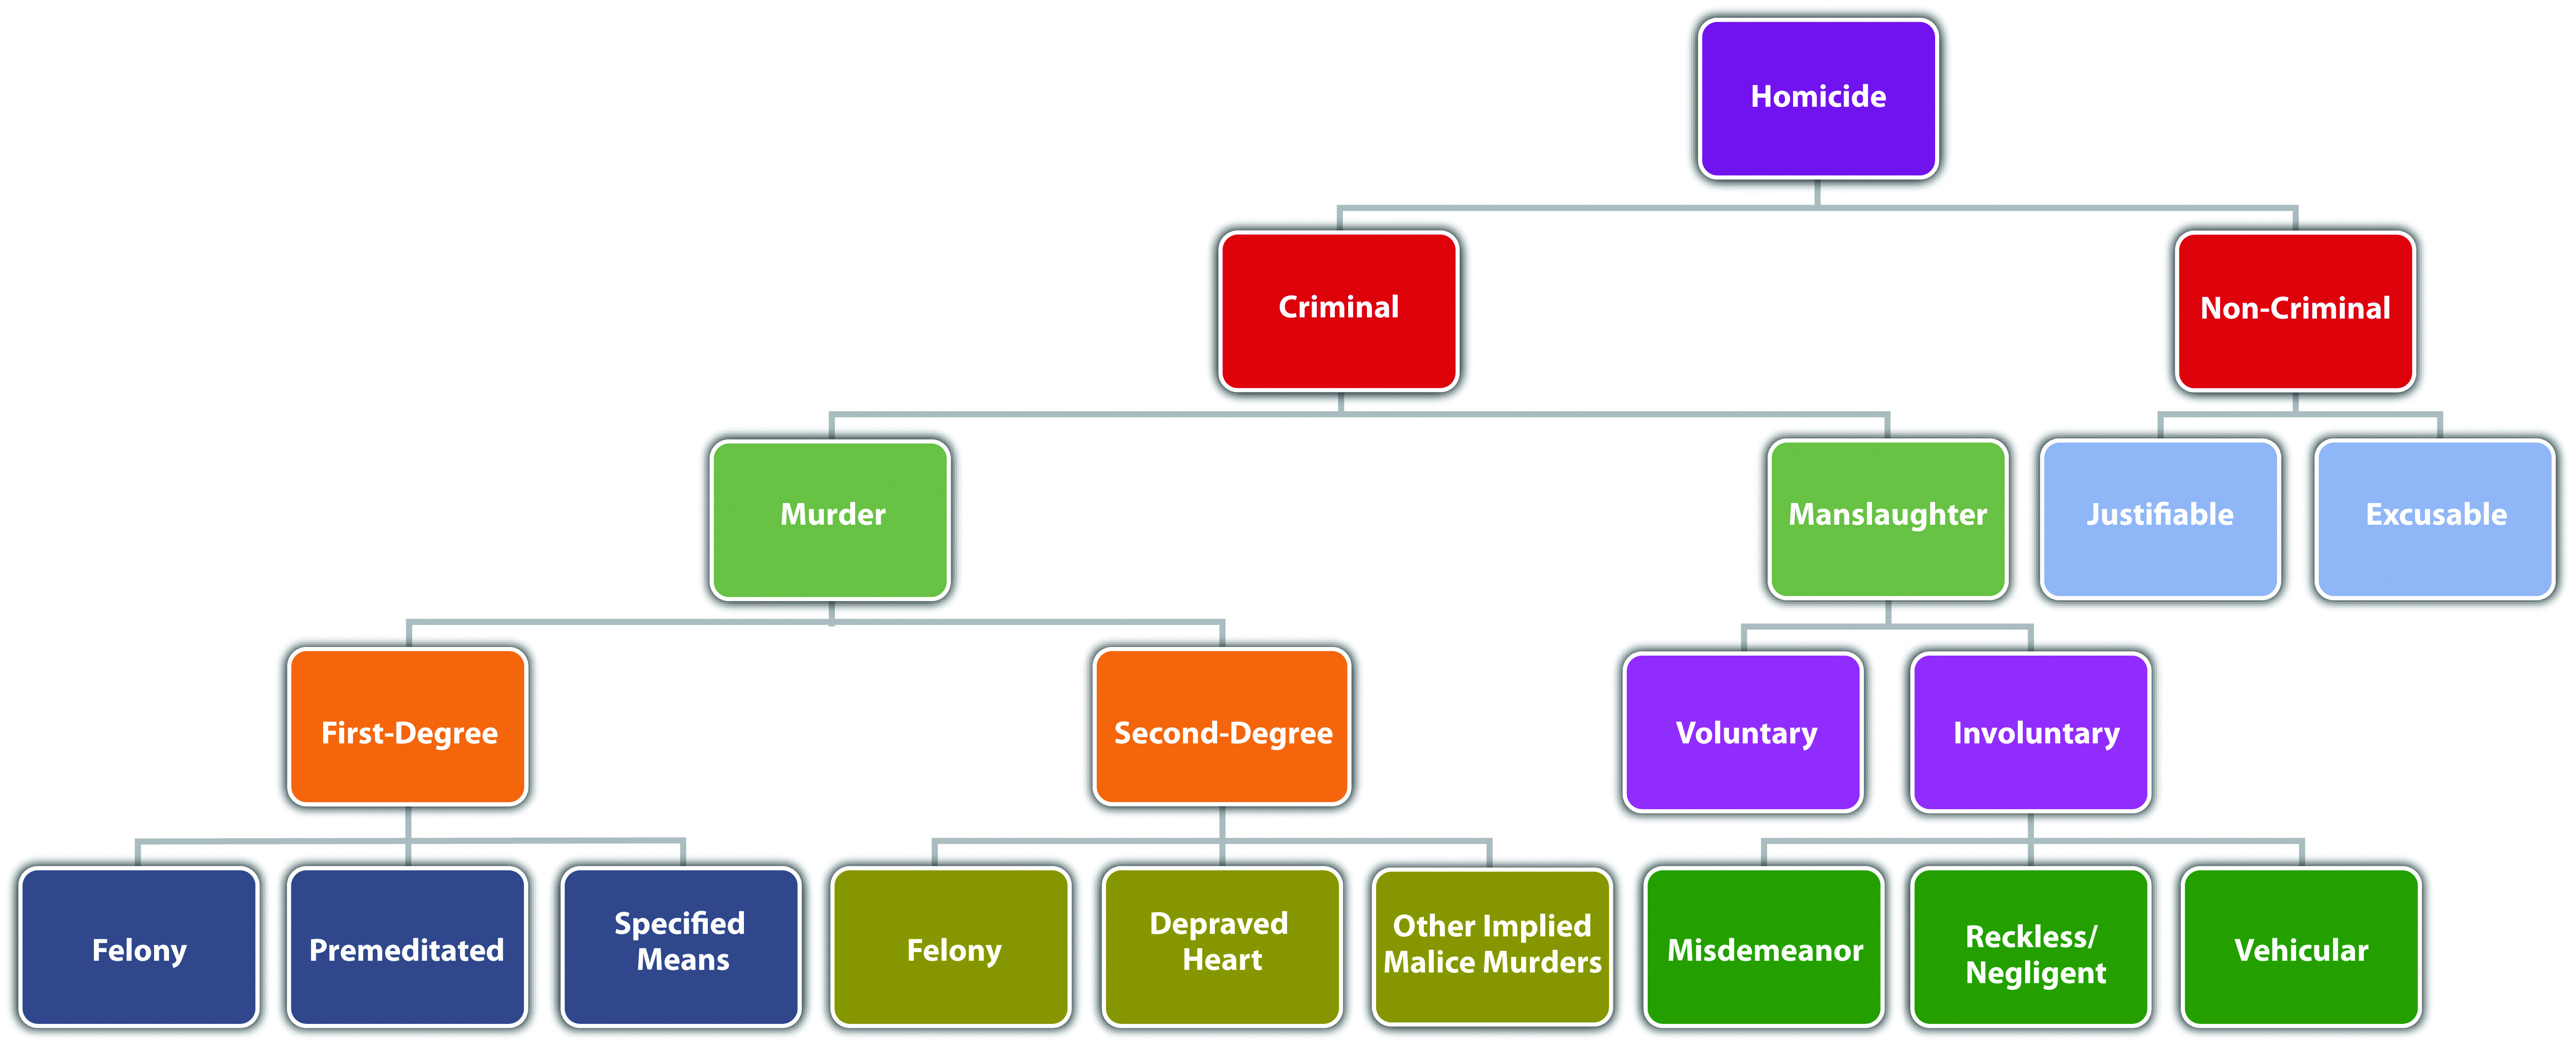 Homicide
Criminal
Non-Criminal
Murder
Manslaughter
Justifiable
Excusable
First-Degree
Second-Degree
Voluntary
Involuntary
Felony
Premeditated
Specified
Means
Felony
Depraved
Heart
Other Implied
Malice Murders
Misdemeanor
Reckless/
Negligent
Vehicular